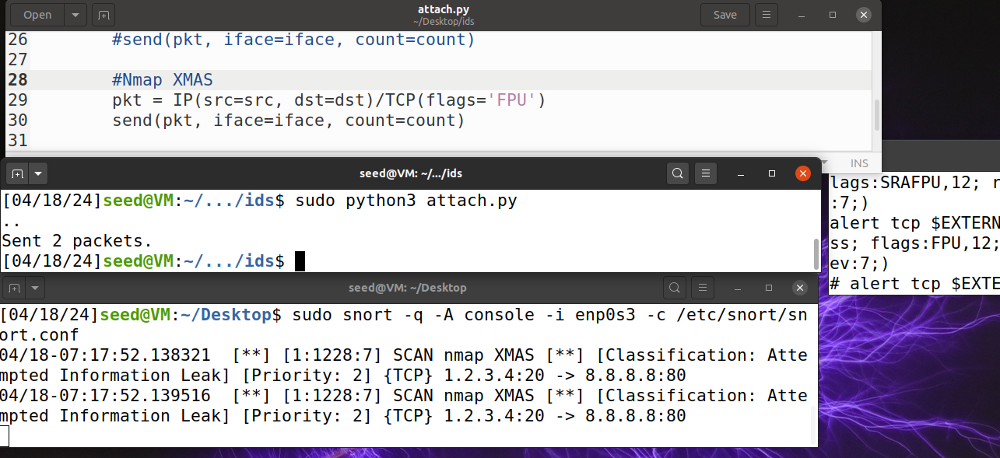 Open
attach.py
~/Desktop/ids
Save
26 #send(pkt, iface=iface, count=count)
27
28 #Nmap XMAS
29 pkt = IP(src=src, dst=dst)/TCP(flags='FPU')
30 send(pkt, iface=iface, count=count)
31
INS
seed@VM: ~/.../ids
[04/18/24]seed@VM:~/.../ids$ sudo python3 attach.py
..
Sent 2 packets.
[04/18/24]seed@VM:~/.../ids$
lags:SRAFPU,12; r
:7;)
alert tcp $EXTERN
ss; flags:FPU,12;
ev:7;)
# alert tcp $EXTE
seed@VM: ~/Desktop
[04/18/24]seed@VM:~/Desktop$ sudo snort -q -A console -i enp0s3 -c /etc/snort/sn
ort.conf
04/18-07:17:52.138321  [**] [1:1228:7] SCAN nmap XMAS [**] [Classification: Atte
mpted Information Leak] [Priority: 2] {TCP} 1.2.3.4:20 -> 8.8.8.8:80
04/18-07:17:52.139516  [**] [1:1228:7] SCAN nmap XMAS [**] [Classification: Atte
mpted Information Leak] [Priority: 2] {TCP} 1.2.3.4:20 -> 8.8.8.8:80